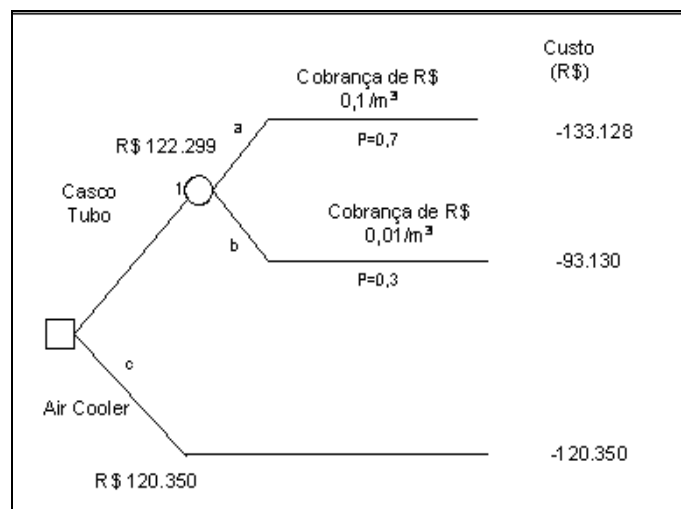 Custo
(R$)
Cobrança de R$
0,1/m³
a
P=0,7
-133.128
R$ 122.299
1
Casco
Tubo
Cobrança de R$
0,01/m³
b
P=0,3
-93.130
c
Air Cooler
-120.350
R$ 120.350